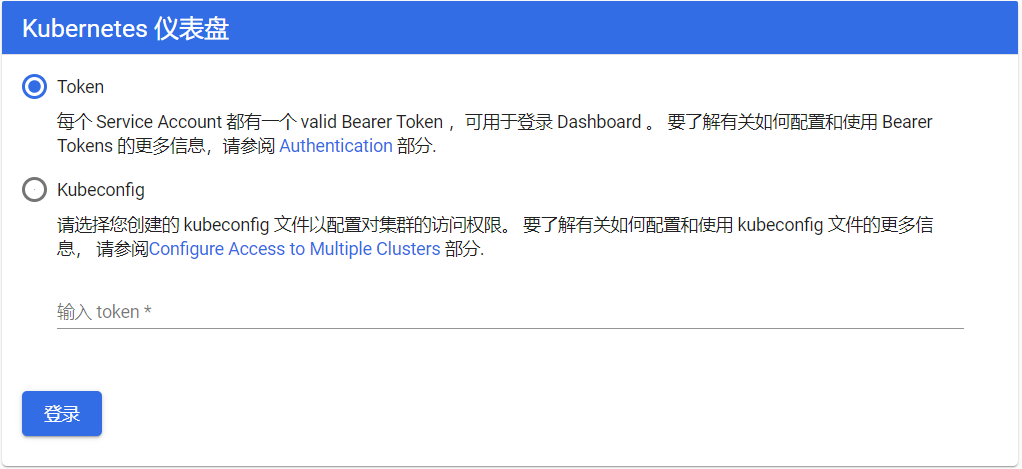 Kubernetes 仪表盘
Token
每个 Service Account 都有一个 valid Bearer Token ，可用于登录 Dashboard 。 要了解有关如何配置和使用 Bearer
Tokens 的更多信息，请参阅 Authentication 部分.
Kubeconfig
请选择您创建的 kubeconfig 文件以配置对集群的访问权限。 要了解有关如何配置和使用 kubeconfig 文件的更多信
息， 请参阅Configure Access to Multiple Clusters 部分.
输入 token *
登录